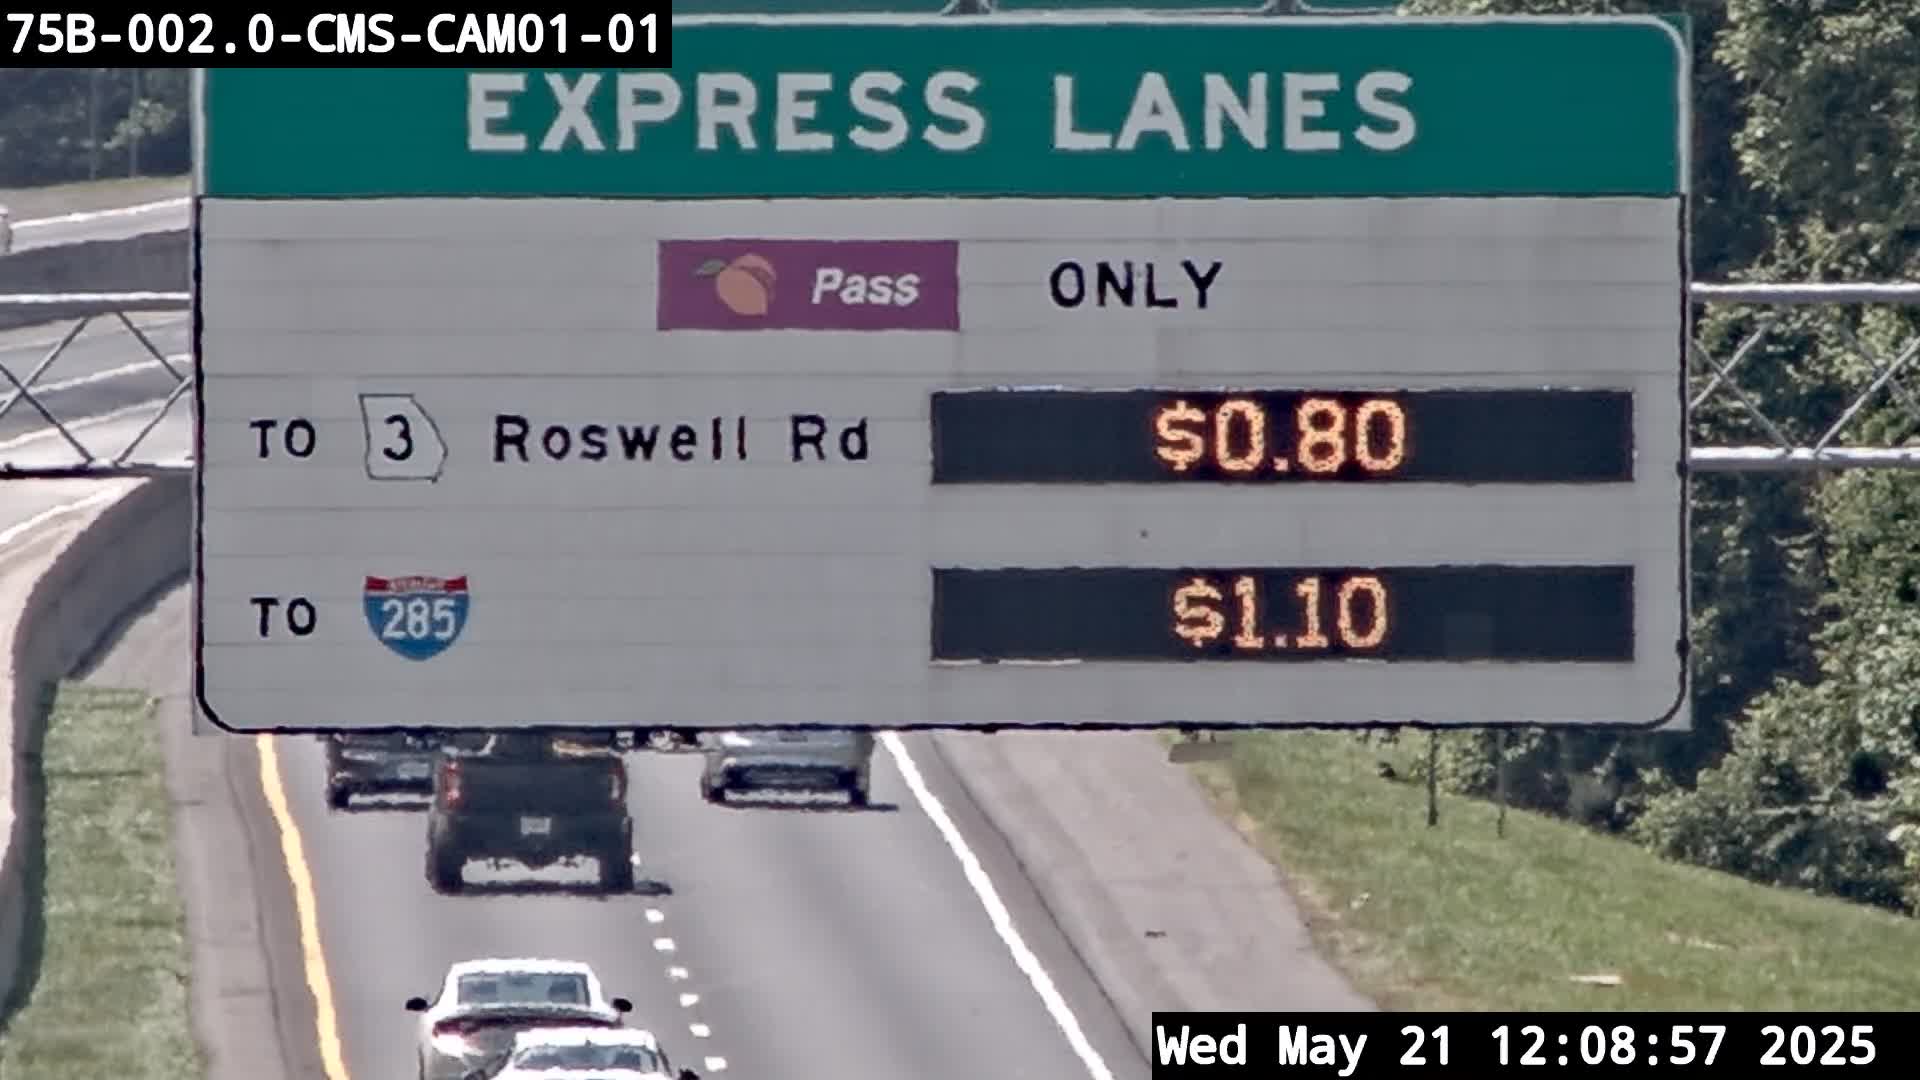 75B-002.0-CMS-CAM01-01
EXPRESS LANES
Pass ONLY
TO 3 Roswell Rd $0.80
TO 285 $1.10
Wed May 21 12:08:57 2025